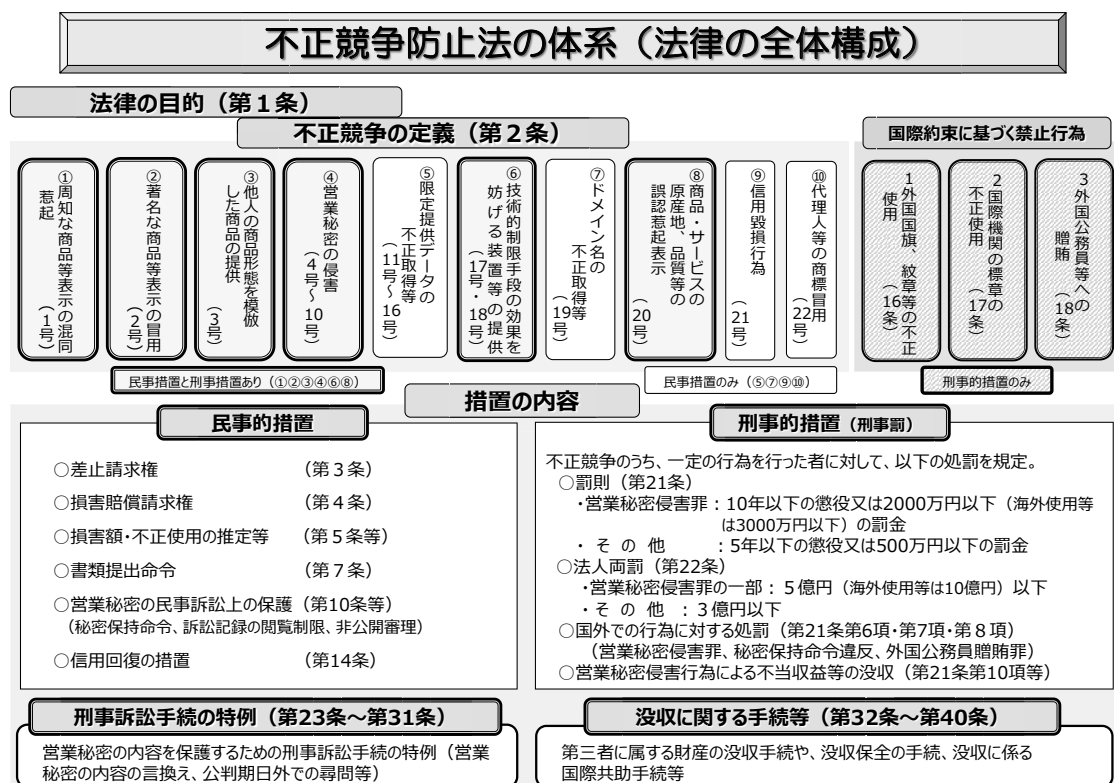 不正競争防止法の体系（法律の全体構成）
法律の目的（第１条）
不正競争の定義（第２条）
国際約束に基づく禁止行為
①周知な商品等表示の混同
惹起
（1号）
②著名な商品等表示の冒用
（2号）
③他人の商品形態を模倣
した商品の提供
（3号）
④営業秘密の侵害
（4号～10号）
⑤限定提供データの
不正取得等
（11号～16号）
⑥技術的制限手段の効果を
妨げる装置等の提供
（17号・18号）
⑦ドメイン名の
不正取得等
（19号）
⑧商品・サービスの
原産地、品質等の
誤認惹起表示
（20号）
⑨信用毀損行為
（21号）
⑩代理人等の商標冒用
（22号）
1外国国旗、紋章等の不正
使用
（16条）
2国際機関の標章の
不正使用
（17条）
3外国公務員等への
贈賄
（18条）
民事措置と刑事措置あり（①②③④⑥⑧）
民事措置のみ（⑤⑦⑨⑩）
刑事的措置のみ
措置の内容
民事的措置
○差止請求権 （第３条）
○損害賠償請求権 （第４条）
○損害額・不正使用の推定等 （第５条等）
○書類提出命令 （第７条）
○営業秘密の民事訴訟上の保護（第10条等）
（秘密保持命令、訴訟記録の閲覧制限、非公開審理）
○信用回復の措置 （第14条）
刑事的措置（刑事罰）
不正競争のうち、一定の行為を行った者に対して、以下の処罰を規定。
○罰則（第21条）
・営業秘密侵害罪：10年以下の懲役又は2000万円以下（海外使用等
は3000万円以下）の罰金
・その他 ：5年以下の懲役又は500万円以下の罰金
○法人両罰（第22条）
・営業秘密侵害罪の一部：５億円（海外使用等は10億円）以下
・その他 ：３億円以下
○国外での行為に対する処罰（第21条第6項・第7項・第８項）
（営業秘密侵害罪、秘密保持命令違反、外国公務員贈賄罪）
○営業秘密侵害行為による不当収益等の没収（第21条第10項等）
刑事訴訟手続の特例（第23条～第31条）
営業秘密の内容を保護するための刑事訴訟手続の特例（営業
秘密の内容の言換え、公判期日外での尋問等）
没収に関する手続等（第32条～第40条）
第三者に属する財産の没収手続や、没収保全の手続、没収に係る
国際共助手続等